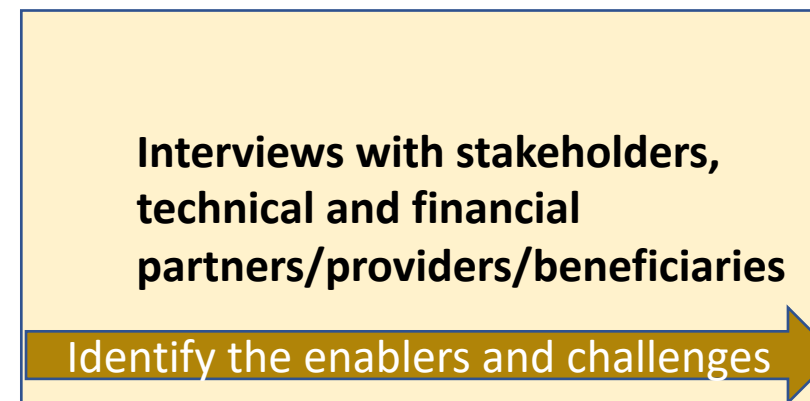 Interviews with stakeholders,
technical and financial
partners/providers/beneficiaries
Identify the enablers and challenges